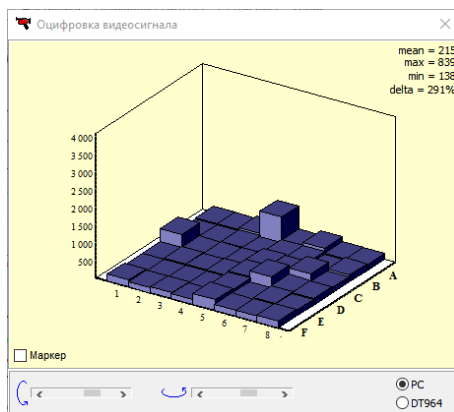 Оцифровка видеосигнала
mean = 215
max = 839
min = 138
delta = 291%
4 000
3 500
3 000
2 500
2 000
1 500
1 000
500
1 2 3 4 5 6 7 8
F E D C B A
Маркер
PC
DT964